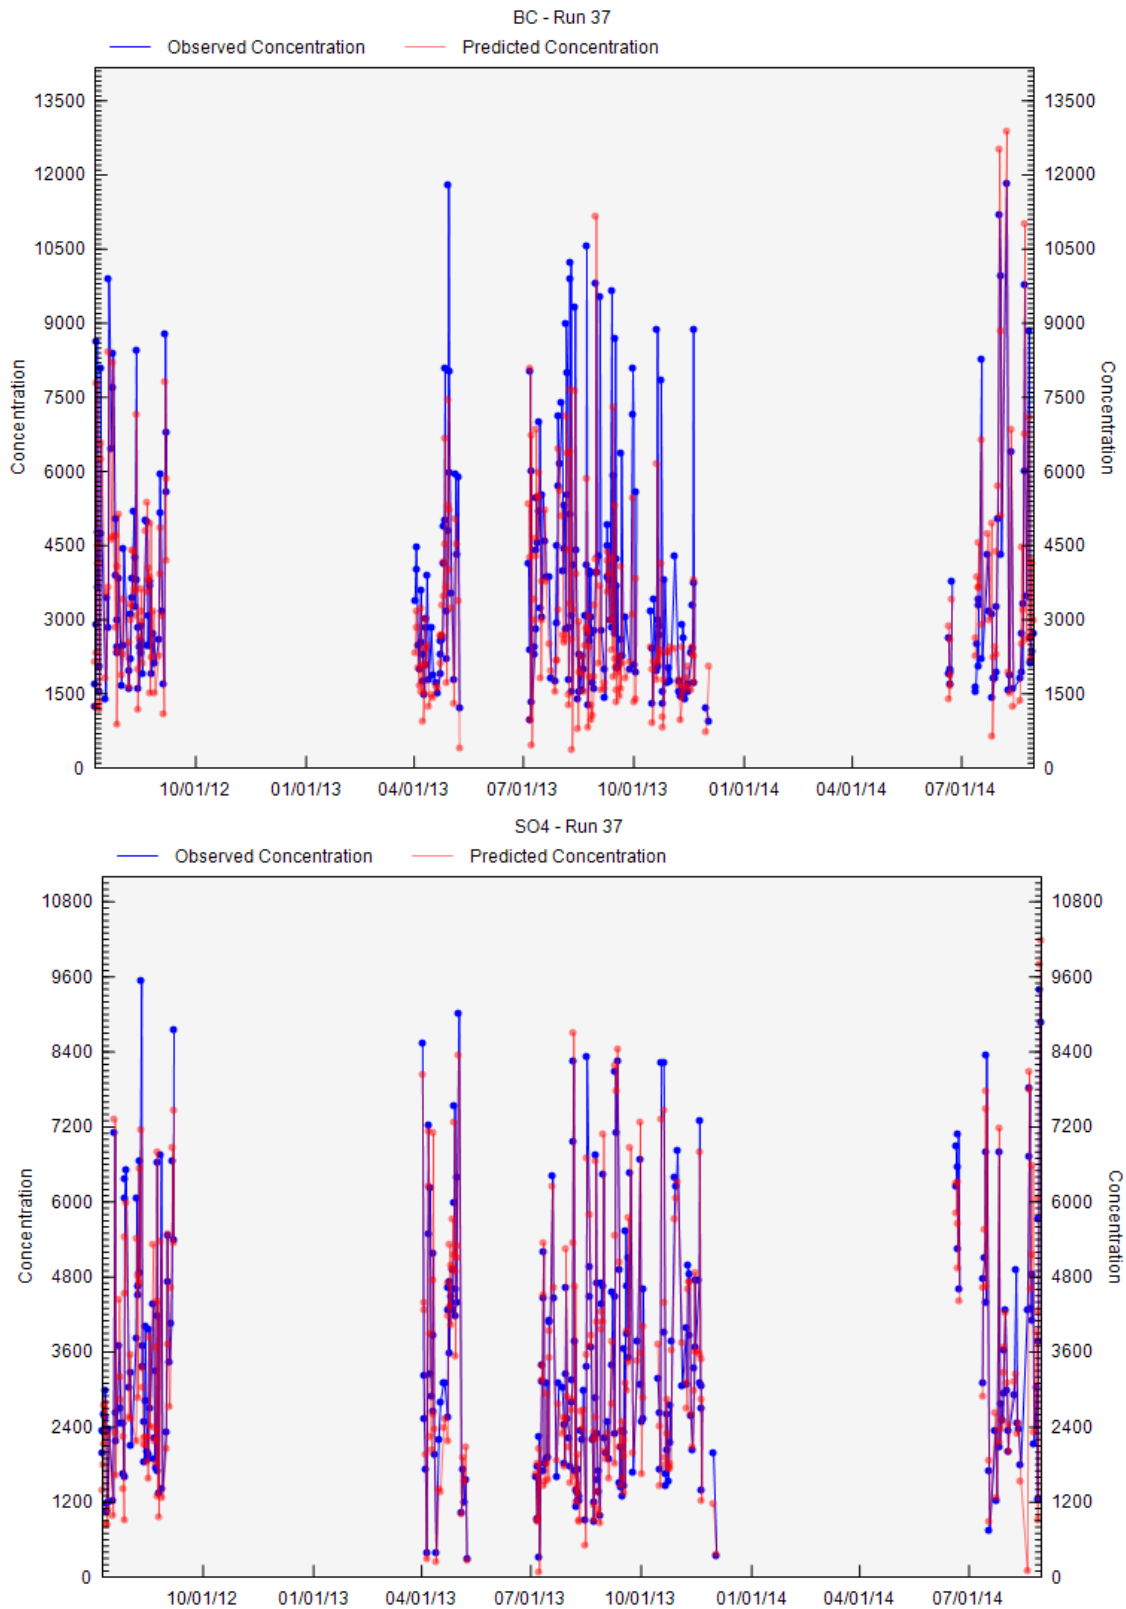 BC - Run 37
Observed Concentration Predicted Concentration
13500 13500
12000 12000
10500 10500
9000 9000
Concentration
7500 7500
Concentration
6000 6000
4500 4500
3000 3000
1500 1500
0 0
10/01/12 01/01/13 04/01/13 07/01/13 10/01/13 01/01/14 04/01/14 07/01/14
SO4 - Run 37
Observed Concentration Predicted Concentration
10800 10800
9600 9600
8400 8400
7200 7200
Concentration
6000 6000
Concentration
4800 4800
3600 3600
2400 2400
1200 1200
0 0
10/01/12 01/01/13 04/01/13 07/01/13 10/01/13 01/01/14 04/01/14 07/01/14